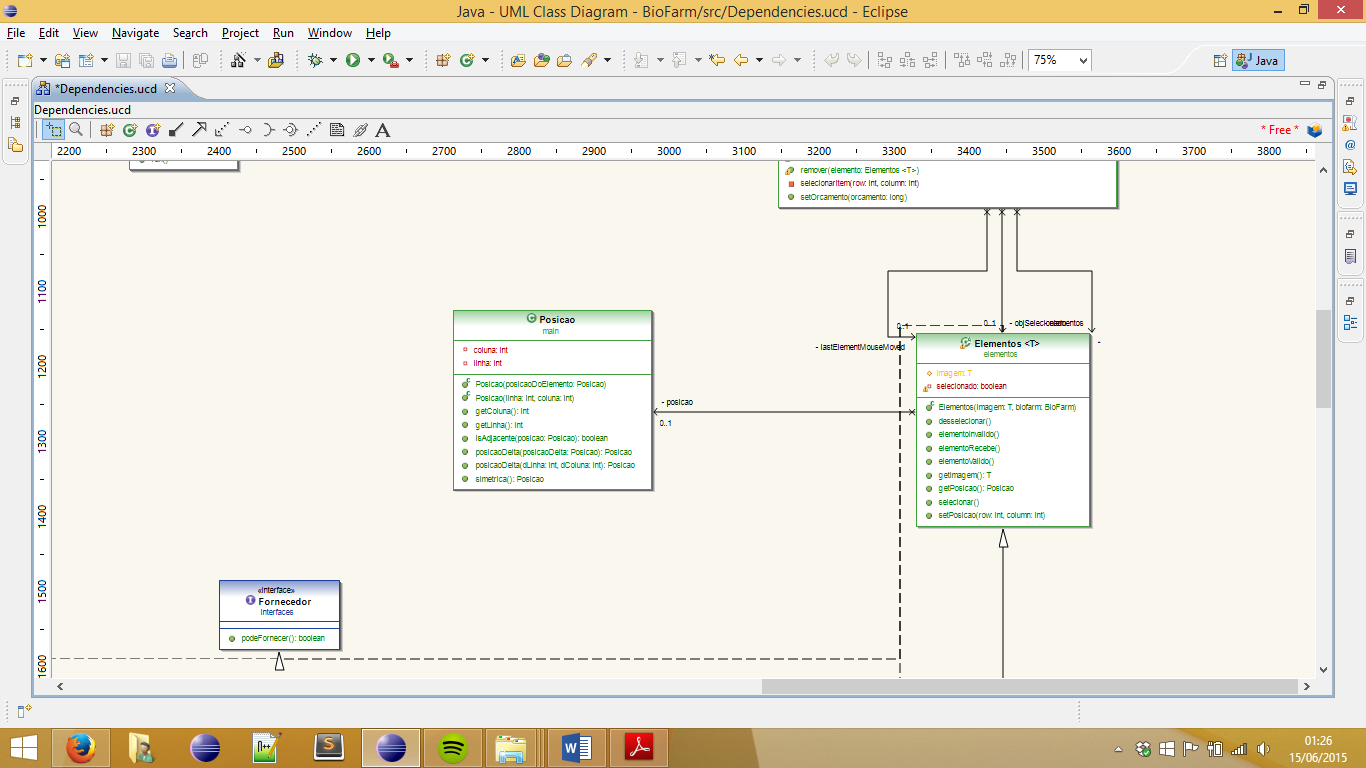 Java - UML Class Diagram - BioFarm/src/Dependencies.ucd - Eclipse
File Edit View Navigate Search Project Run Window Help
75%
Java
*Dependencies.ucd
Dependencies.ucd
* Free *
2200 2300 2400 2500 2600 2700 2800 2900 3000 3100 3200 3300 3400 3500 3600 3700 3800
1000
1100
1200
1300
1400
1500
1600
remover(elemento: Elementos <T>)
selecionarItem(row: int, column: int)
setOrcamento(orcamento: long)
Posicao
main
coluna: int
linha: int
Posicao(posicaoDoElemento: Posicao)
Posicao(linha: int, coluna: int)
getColuna(): int
getLinha(): int
isAdjacente(posicao: Posicao): boolean
posicaoDelta(posicaoDelta: Posicao): Posicao
posicaoDelta(dLinha: int, dColuna: int): Posicao
simetrica(): Posicao
- posicao
0..1
0..1
0..1
- objSelecionado
- lastElementMouseMoved
-
Elementos <T>
elementos
imagem: T
selecionado: boolean
Elementos(imagem: T, biofarm: BioFarm)
desselecionar()
elementoInvalido()
elementoRecebe()
elementoValido()
getImagem(): T
getPosicao(): Posicao
selecionar()
setPosicao(row: int, column: int)
«interface»
Fornecedor
interfaces
podeFornecer(): boolean
01:26
15/06/2015